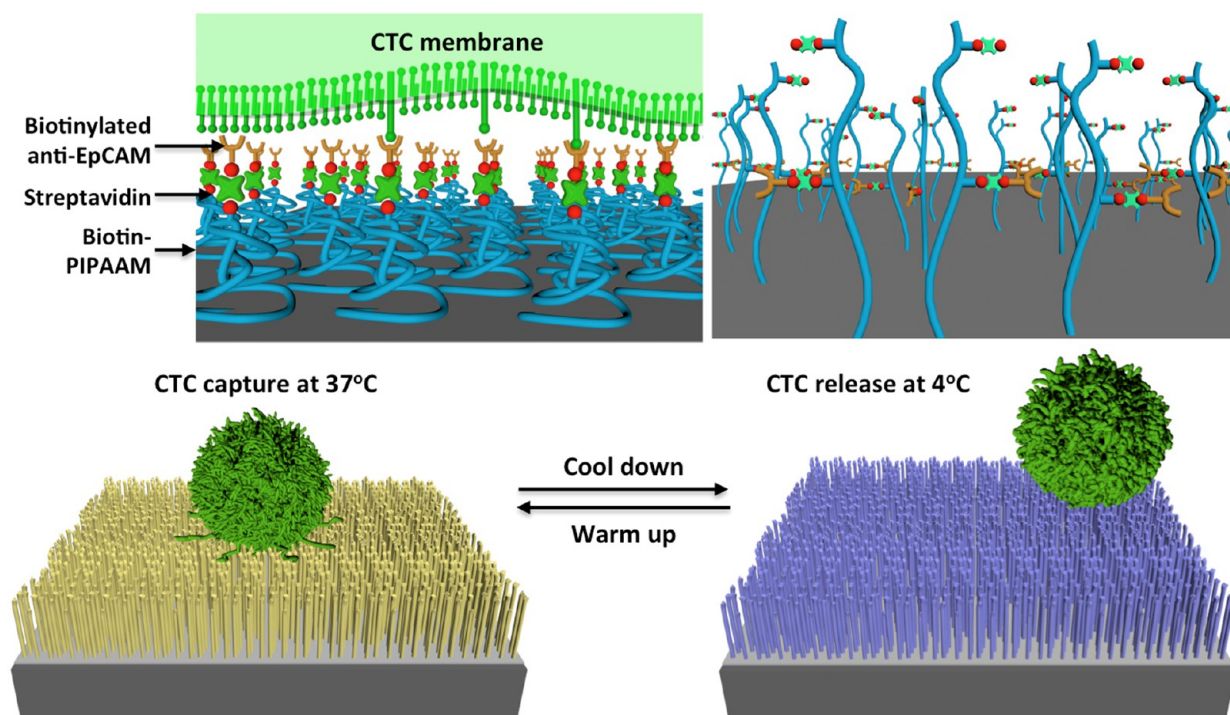 CTC membrane
Biotinylated
anti-EpCAM
Streptavidin
Biotin-
PIPAAM
CTC capture at 37°C
CTC release at 4°C
Cool down
Warm up